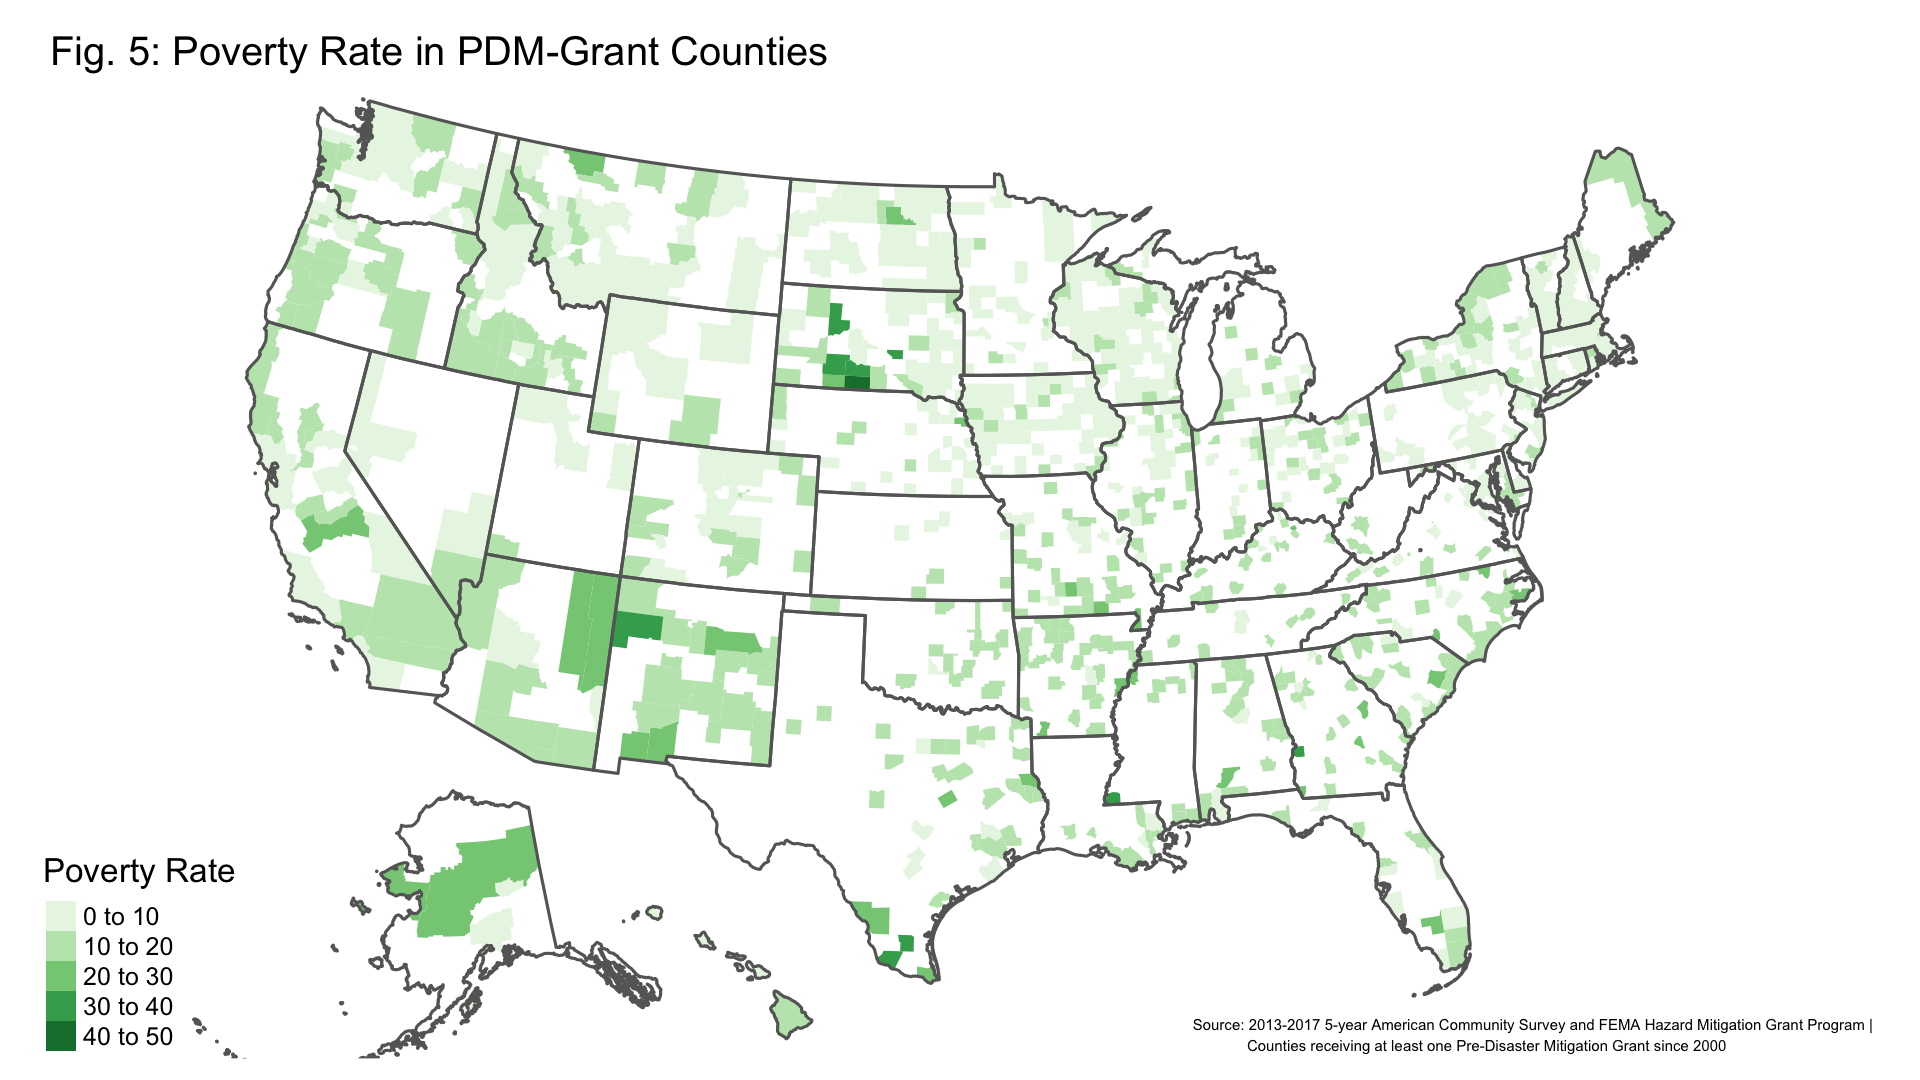 Fig. 5: Poverty Rate in PDM-Grant Counties
Poverty Rate
0 to 10
10 to 20
20 to 30
30 to 40
40 to 50
Source: 2013-2017 5-year American Community Survey and FEMA Hazard Mitigation Grant Program |
Counties receiving at least one Pre-Disaster Mitigation Grant since 2000